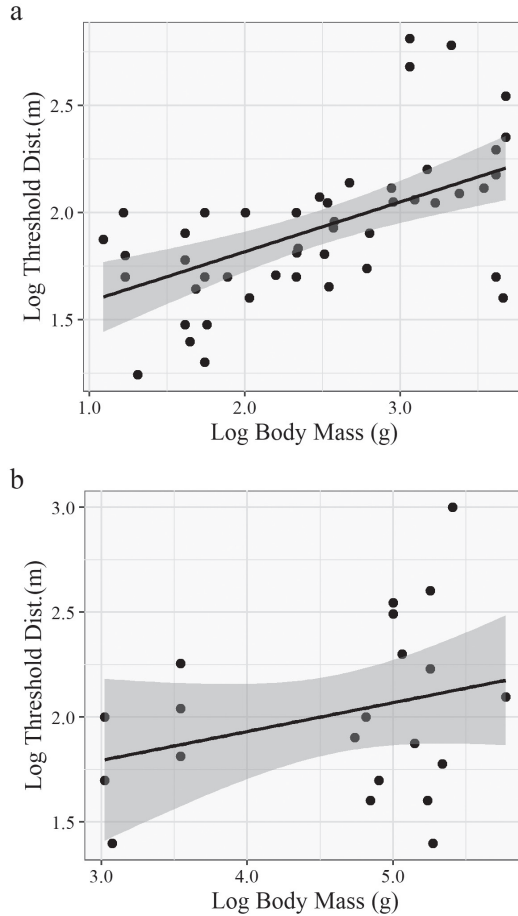 a
Log Threshold Dist.(m)
2.5
2.0
1.5
1.0 2.0 3.0
Log Body Mass (g)
b
Log Threshold Dist.(m)
3.0
2.5
2.0
1.5
3.0 4.0 5.0
Log Body Mass (g)